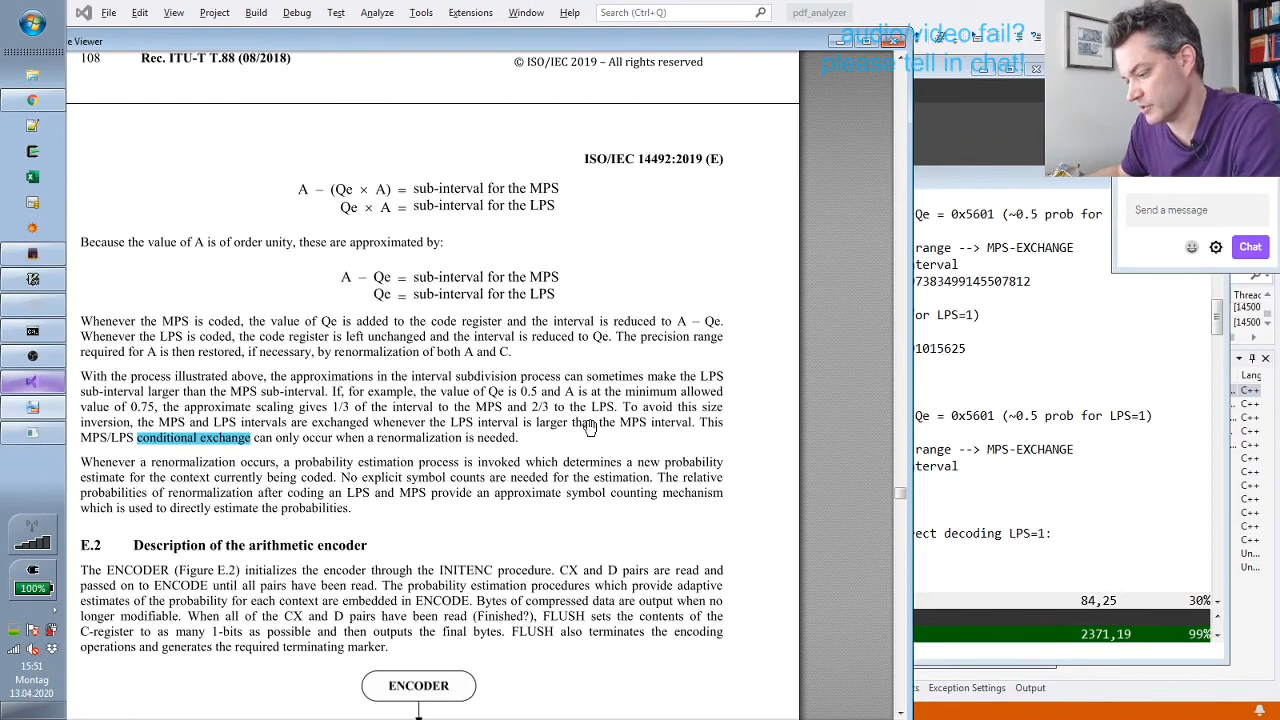 File Edit View Project Build Debug Test Analyze Tools Extensions Window Help Search (Ctrl+Q) pdf_analyzer
audio/video fail?
please tell in chat!
e Viewer
108 Rec. ITU-T T.88 (08/2018) © ISO/IEC 2019 – All rights reserved
ISO/IEC 14492:2019 (E)
A – (Qe × A) = sub-interval for the MPS
Qe × A = sub-interval for the LPS
Because the value of A is of order unity, these are approximated by:
A – Qe = sub-interval for the MPS
Qe = sub-interval for the LPS
Whenever the MPS is coded, the value of Qe is added to the code register and the interval is reduced to A – Qe.
Whenever the LPS is coded, the code register is left unchanged and the interval is reduced to Qe. The precision range
required for A is then restored, if necessary, by renormalization of both A and C.
With the process illustrated above, the approximations in the interval subdivision process can sometimes make the LPS
sub-interval larger than the MPS sub-interval. If, for example, the value of Qe is 0.5 and A is at the minimum allowed
value of 0.75, the approximate scaling gives 1/3 of the interval to the MPS and 2/3 to the LPS. To avoid this size
inversion, the MPS and LPS intervals are exchanged whenever the LPS interval is larger than the MPS interval. This
MPS/LPS conditional exchange can only occur when a renormalization is needed.
Whenever a renormalization occurs, a probability estimation process is invoked which determines a new probability
estimate for the context currently being coded. No explicit symbol counts are needed for the estimation. The relative
probabilities of renormalization after coding an LPS and MPS provide an approximate symbol counting mechanism
which is used to directly estimate the probabilities.
E.2 Description of the arithmetic encoder
The ENCODER (Figure E.2) initializes the encoder through the INITENC procedure. CX and D pairs are read and
passed on to ENCODE until all pairs have been read. The probability estimation procedures which provide adaptive
estimates of the probability for each context are embedded in ENCODE. Bytes of compressed data are output when no
longer modifiable. When all of the CX and D pairs have been read (Finished?), FLUSH sets the contents of the
C-register to as many 1-bits as possible and then outputs the final bytes. FLUSH also terminates the encoding
operations and generates the required terminating marker.
ENCODER
Send a message
Chat
Qe = 0x5601 (~0.5 prob for
range --> MPS-EXCHANGE
nterval
97383499145507812
for LPS=1)
91015625
Qe = 0x5601 (~0.5 prob for LPS=1)
range --> MPS-EXCHANGE
nterval
ect decoding LPS=1:
84,25 30%
2371,19 99%
Threac
[14500
[14500
Lang
C++
C++
C++
C++
C++
C++
C++
C++
C++
C++
C++
Un...
Un...
ts Exception Settings Output
100%
15:51
Montag
13.04.2020